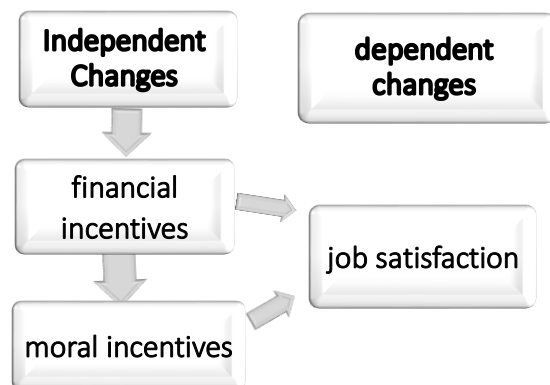 Independent
Changes
dependent
changes
financial
incentives
job satisfaction
moral incentives